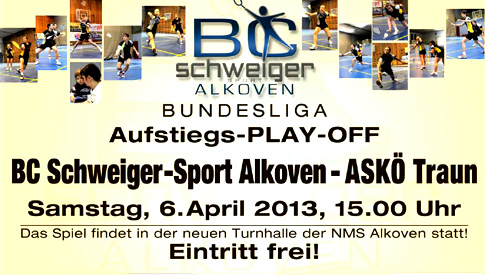 BC
schweiger
SPORT
ALKOVEN
BUNDESLIGA
Aufstiegs-PLAY-OFF
BC Schweiger-Sport Alkoven - ASKÖ Traun
Samstag, 6.April 2013, 15.00 Uhr
Das Spiel findet in der neuen Turnhalle der NMS Alkoven statt!
Eintritt frei!